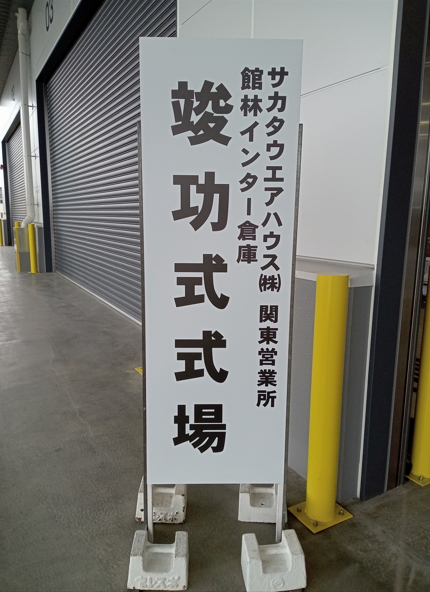 サカタウエアハウス㈱ 関東営業所
館林インター倉庫
竣功式式場
03